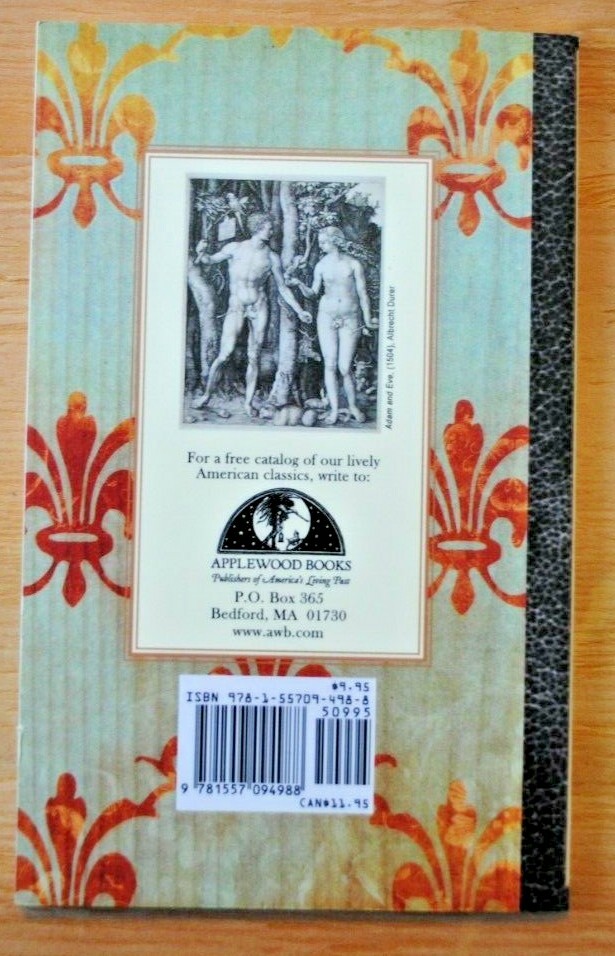 Adam and Eve, (1504), Albrecht Durer
For a free catalog of our lively
American classics, write to:
APPLEWOOD BOOKS
Publishers of America's Living Past
P.O. Box 365
Bedford, MA 01730
www.awb.com
$9.95
ISBN 978-1-55709-498-8
50995
9 781557 094988
CAN$11.95